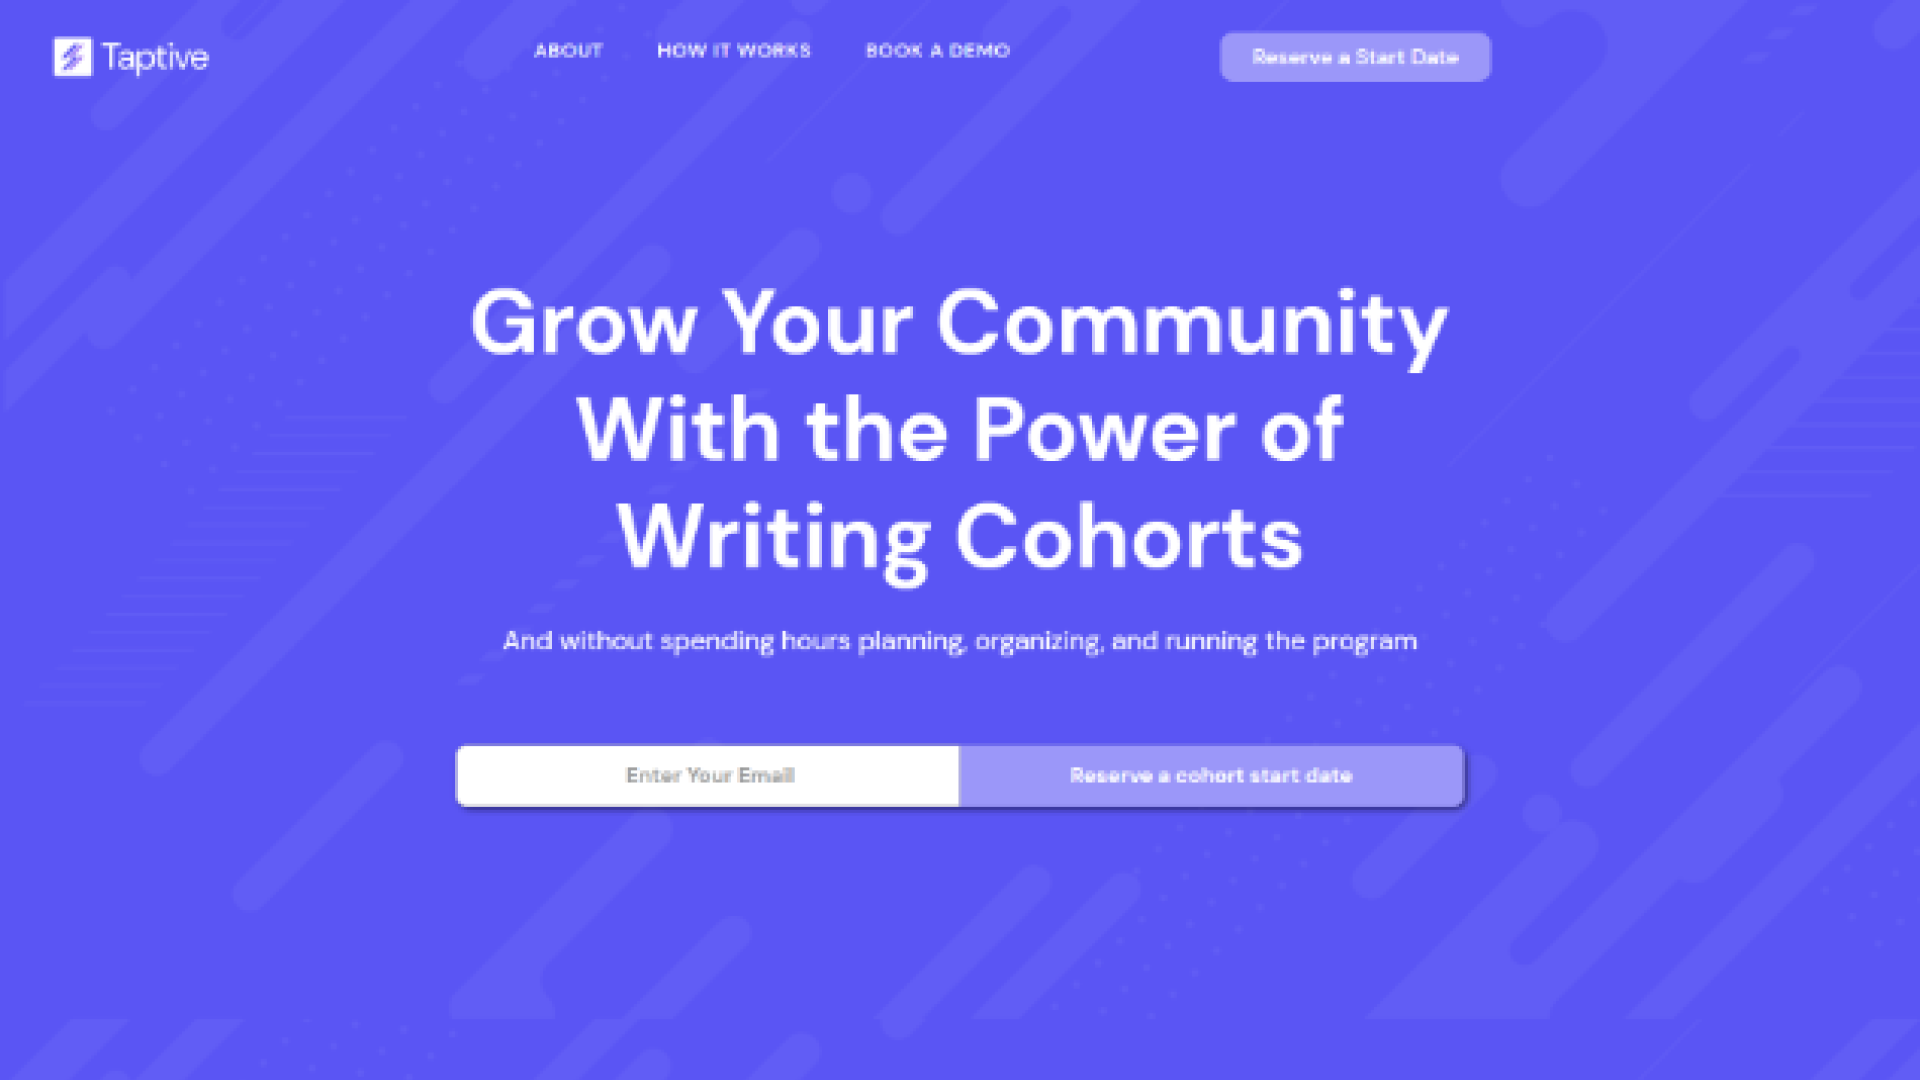 Taptive
ABOUT
HOW IT WORKS
BOOK A DEMO
Reserve a Start Date
Grow Your Community
With the Power of
Writing Cohorts
And without spending hours planning, organizing, and running the program
Enter Your Email
Reserve a cohort start date